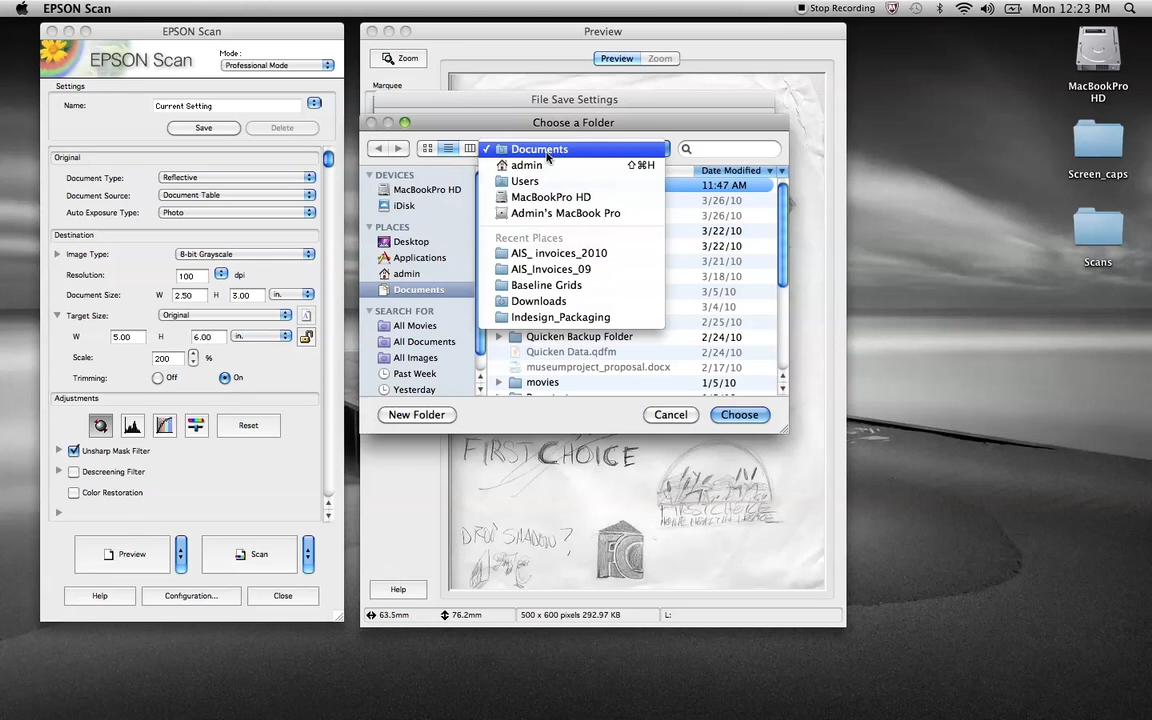 EPSON Scan
Stop Recording
Mon 12:23 PM
EPSON Scan
EPSON Scan
Mode :
Professional Mode
Settings
Name:
Current Setting
Save
Delete
Original
Document Type:
Reflective
Document Source:
Document Table
Auto Exposure Type:
Photo
Destination
Image Type:
8-bit Grayscale
Resolution:
100
dpi
Document Size:
W
2.50
H
3.00
in.
Target Size:
Original
W
5.00
H
6.00
in.
Scale:
200
%
Trimming:
Off
On
Adjustments
Reset
Unsharp Mask Filter
Descreening Filter
Color Restoration
Preview
Scan
Help
Configuration...
Close
Preview
Zoom
Preview
Zoom
Marquee
File Save Settings
Choose a Folder
Documents
admin
⇧⌘H
Users
MacBookPro HD
Admin's MacBook Pro
Recent Places
AIS_ invoices_2010
AIS_Invoices_09
Baseline Grids
Downloads
Indesign_Packaging
DEVICES
MacBookPro HD
iDisk
PLACES
Desktop
Applications
admin
Documents
SEARCH FOR
All Movies
All Documents
All Images
Past Week
Yesterday
Date Modified
11:47 AM
3/26/10
3/26/10
3/22/10
3/22/10
3/21/10
3/18/10
3/5/10
3/4/10
2/25/10
Quicken Backup Folder
2/24/10
Quicken Data.qdfm
2/24/10
museumproject_proposal.docx
2/17/10
movies
1/5/10
New Folder
Cancel
Choose
FIRST CHOICE
FIRST CHOICE
DROP SHADOW?
FC
Help
63.5mm
76.2mm
500 x 600 pixels 292.97 KB
L:
MacBookPro
HD
Screen_caps
Scans